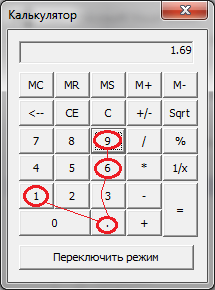 Калькулятор
1.69
MC MR MS M+ M-
<-- CE C +/- Sqrt
7 8 9 / %
4 5 6 * 1/x
1 2 3 - =
0 . +
Переключить режим